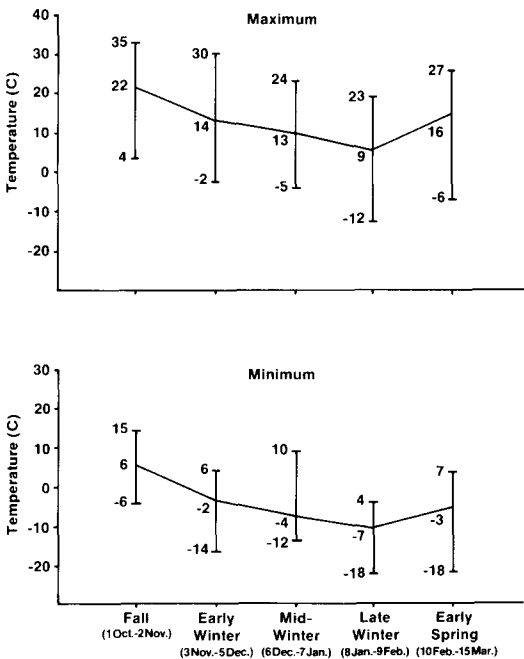 Maximum
Temperature (C)
40
30
20
10
0
-10
-20
35
22
4
30
14
-2
24
13
-5
23
9
-12
27
16
-6
Minimum
Temperature (C)
30
20
10
0
-10
-20
15
6
-6
6
-2
-14
10
-4
-12
4
-7
-18
7
-3
-18
Fall
(1Oct.-2Nov.)
Early
Winter
(3Nov.-5Dec.)
Mid-
Winter
(6Dec.-7Jan.)
Late
Winter
(8Jan.-9Feb.)
Early
Spring
(10Feb.-15Mar.)